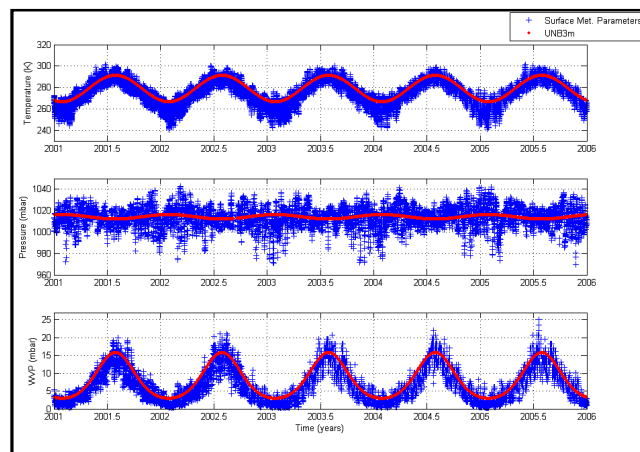 Surface Met. Parameters
UNB3m
Temperature (K)
320
300
280
260
240
2001 2001.5 2002 2002.5 2003 2003.5 2004 2004.5 2005 2005.5 2006
Pressure (mbar)
1040
1020
1000
980
960
2001 2001.5 2002 2002.5 2003 2003.5 2004 2004.5 2005 2005.5 2006
WVP (mbar)
25
20
15
10
5
0
2001 2001.5 2002 2002.5 2003 2003.5 2004 2004.5 2005 2005.5 2006
Time (years)